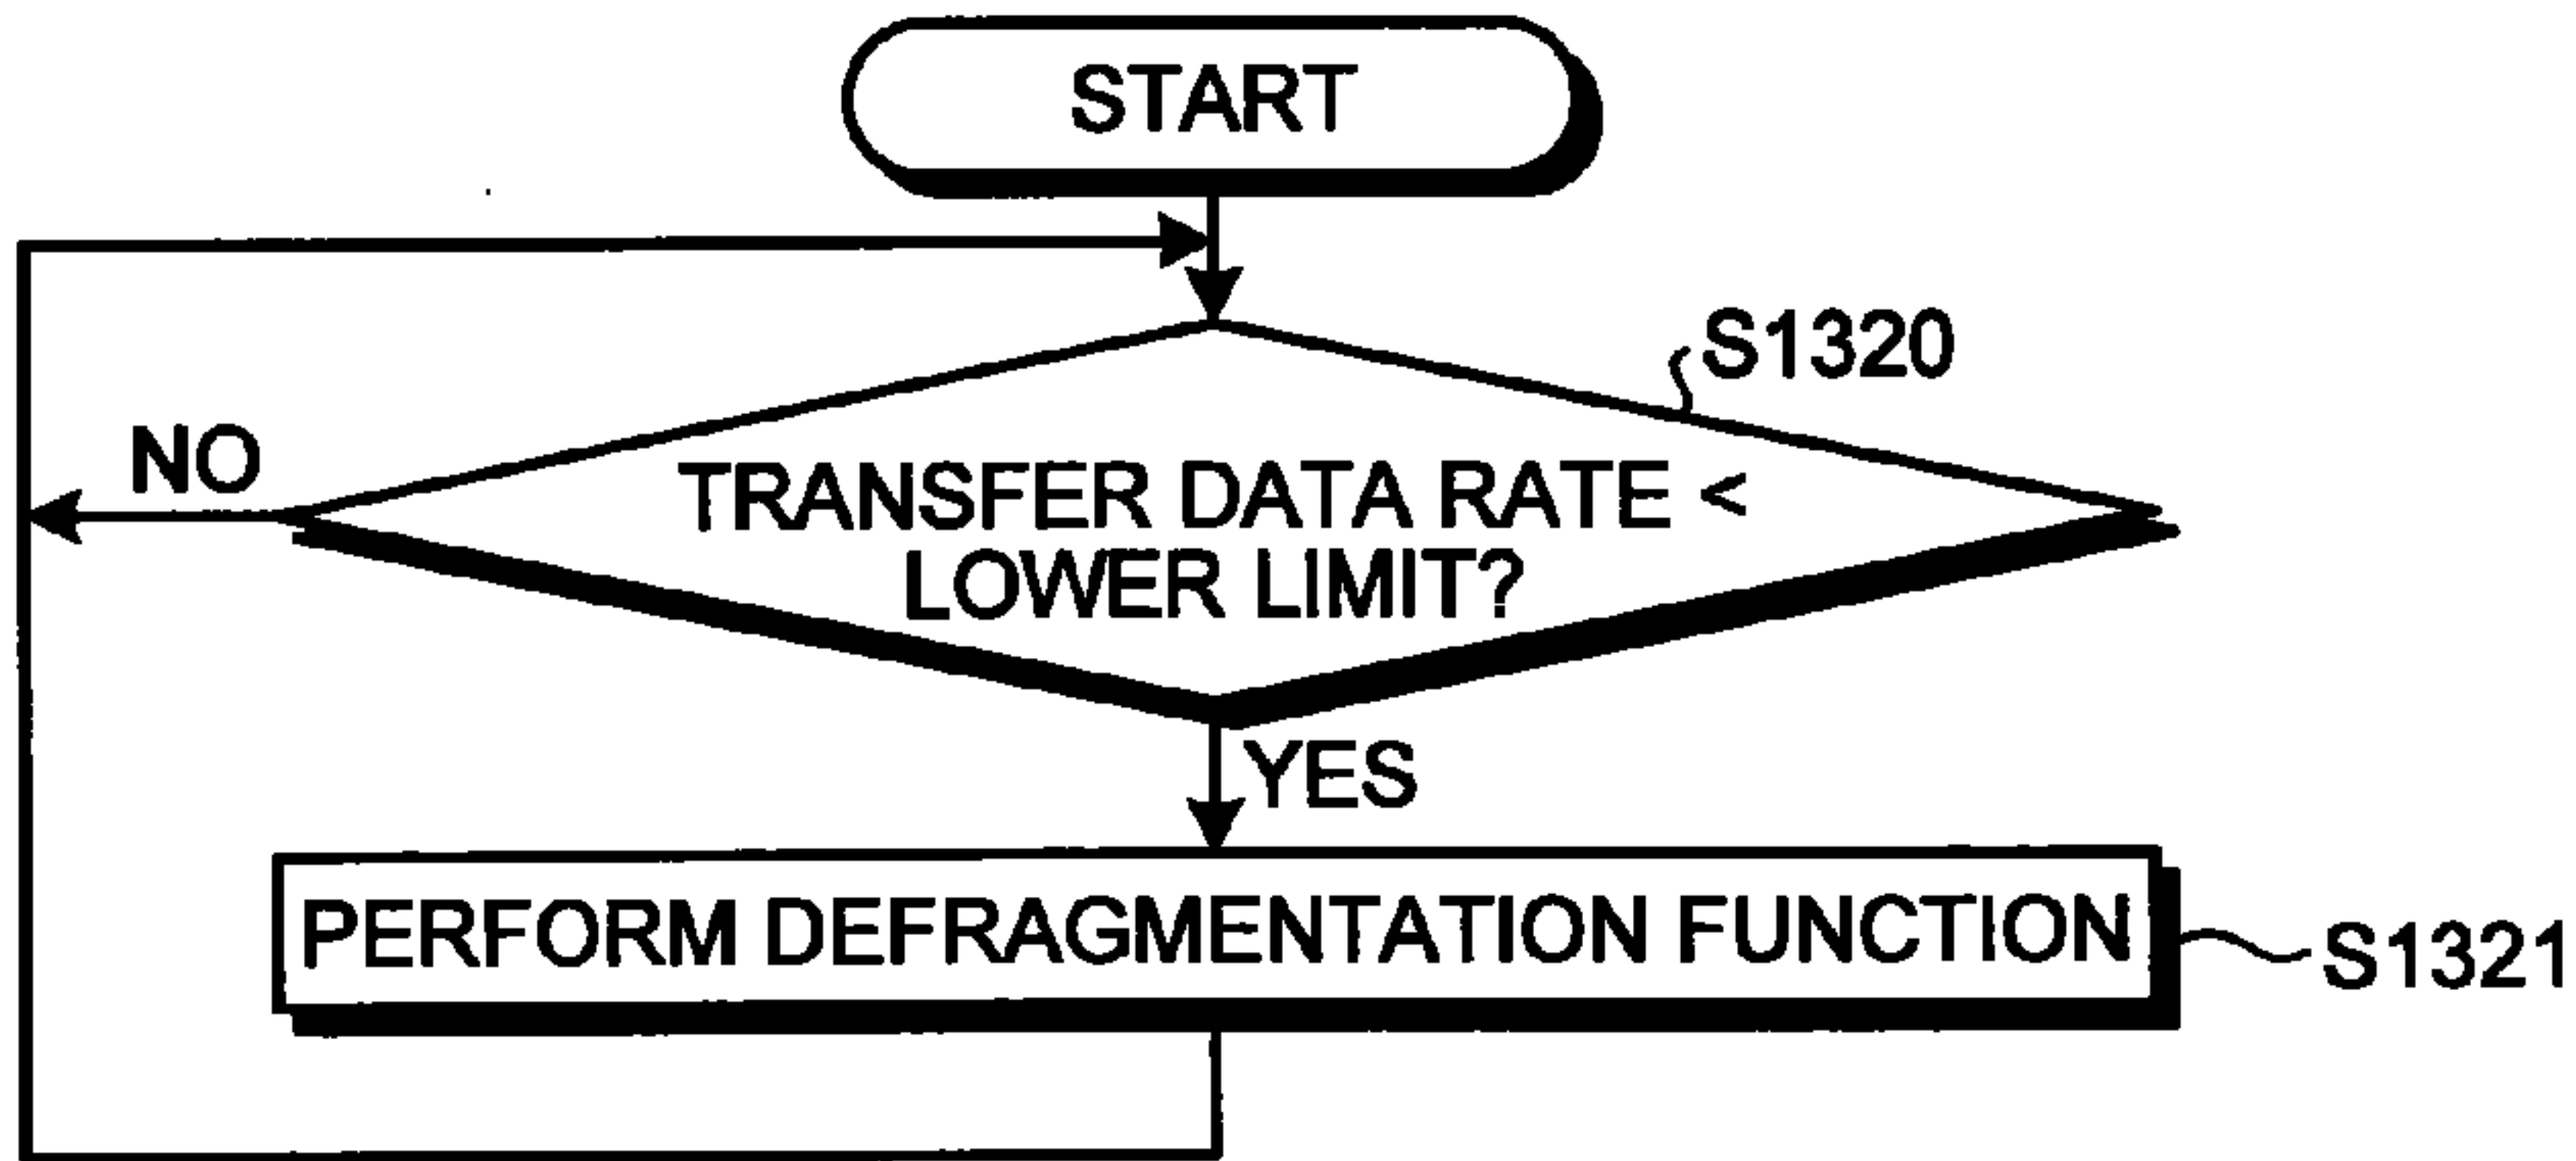 START
S1320
NO
TRANSFER DATA RATE <
LOWER LIMIT?
YES
PERFORM DEFRAGMENTATION FUNCTION
S1321